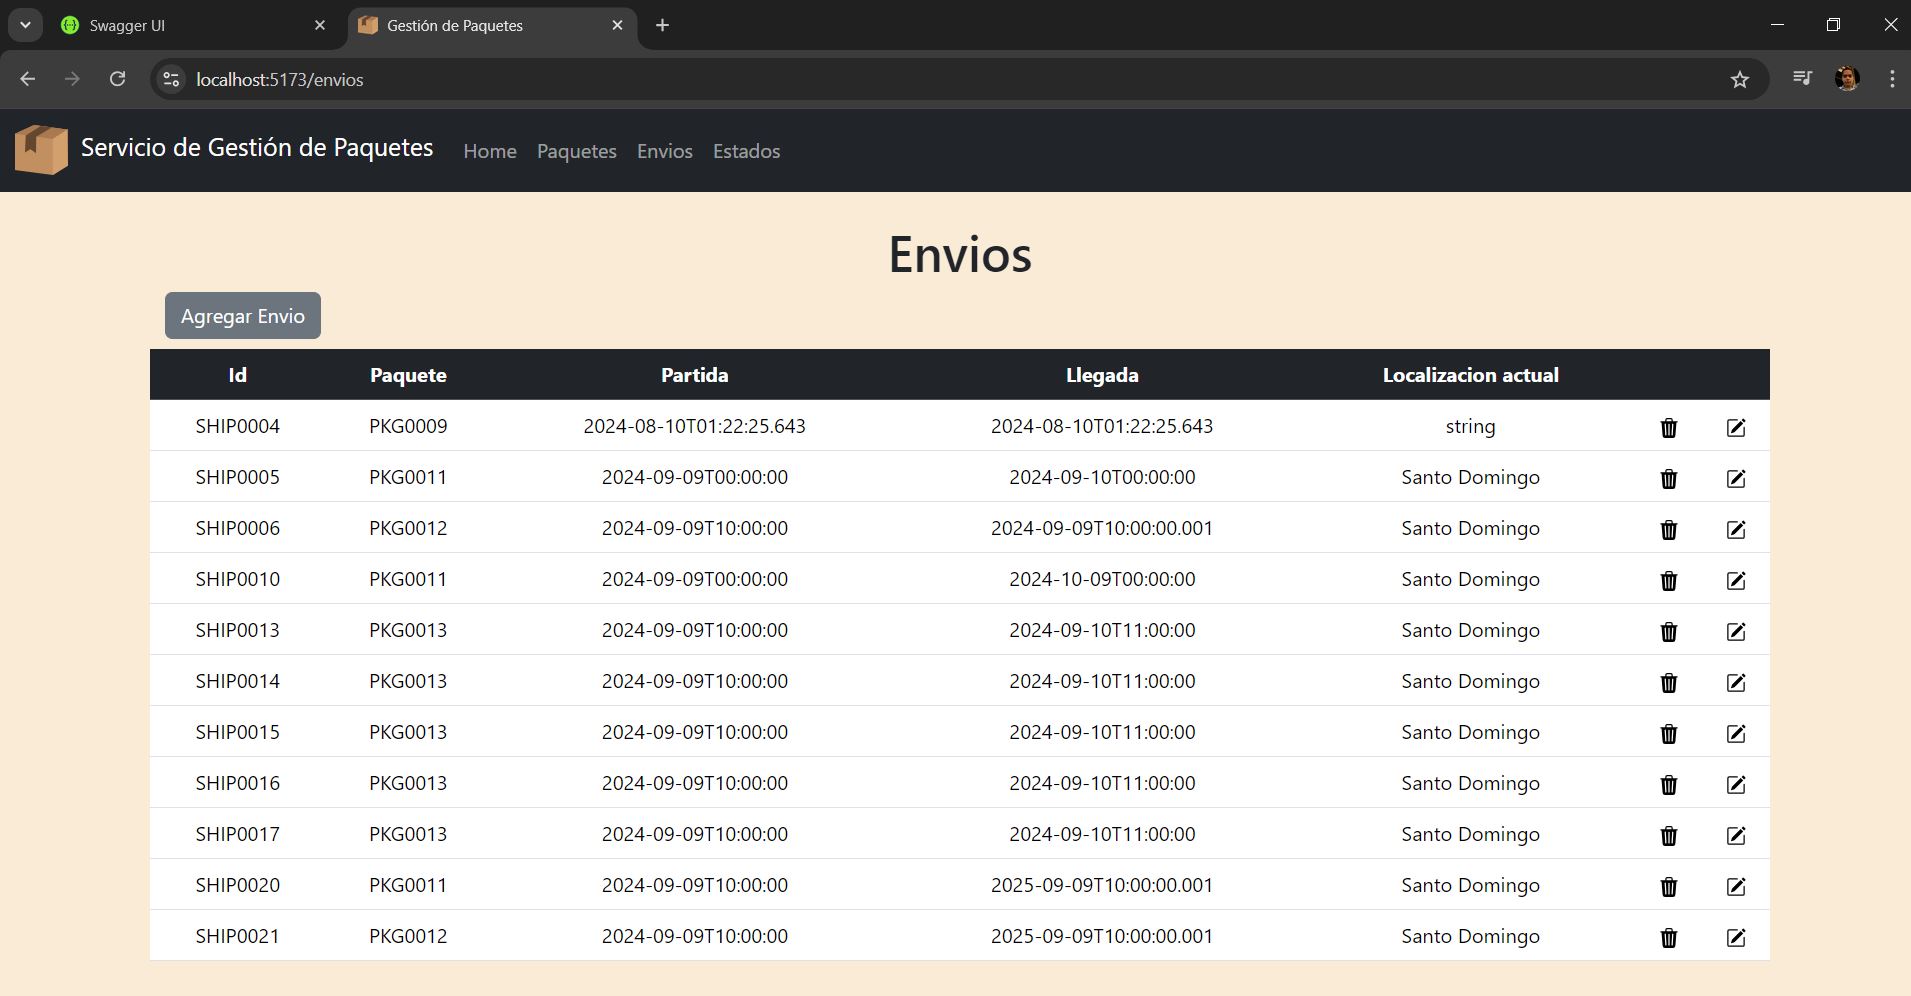 Swagger UI
Gestión de Paquetes
localhost:5173/envios
Servicio de Gestión de Paquetes Home Paquetes Envios Estados
Envios
Agregar Envio
Id Paquete Partida Llegada Localizacion actual
SHIP0004 PKG0009 2024-08-10T01:22:25.643 2024-08-10T01:22:25.643 string
SHIP0005 PKG0011 2024-09-09T00:00:00 2024-09-10T00:00:00 Santo Domingo
SHIP0006 PKG0012 2024-09-09T10:00:00 2024-09-09T10:00:00.001 Santo Domingo
SHIP0010 PKG0011 2024-09-09T00:00:00 2024-10-09T00:00:00 Santo Domingo
SHIP0013 PKG0013 2024-09-09T10:00:00 2024-09-10T11:00:00 Santo Domingo
SHIP0014 PKG0013 2024-09-09T10:00:00 2024-09-10T11:00:00 Santo Domingo
SHIP0015 PKG0013 2024-09-09T10:00:00 2024-09-10T11:00:00 Santo Domingo
SHIP0016 PKG0013 2024-09-09T10:00:00 2024-09-10T11:00:00 Santo Domingo
SHIP0017 PKG0013 2024-09-09T10:00:00 2024-09-10T11:00:00 Santo Domingo
SHIP0020 PKG0011 2024-09-09T10:00:00 2025-09-09T10:00:00.001 Santo Domingo
SHIP0021 PKG0012 2024-09-09T10:00:00 2025-09-09T10:00:00.001 Santo Domingo